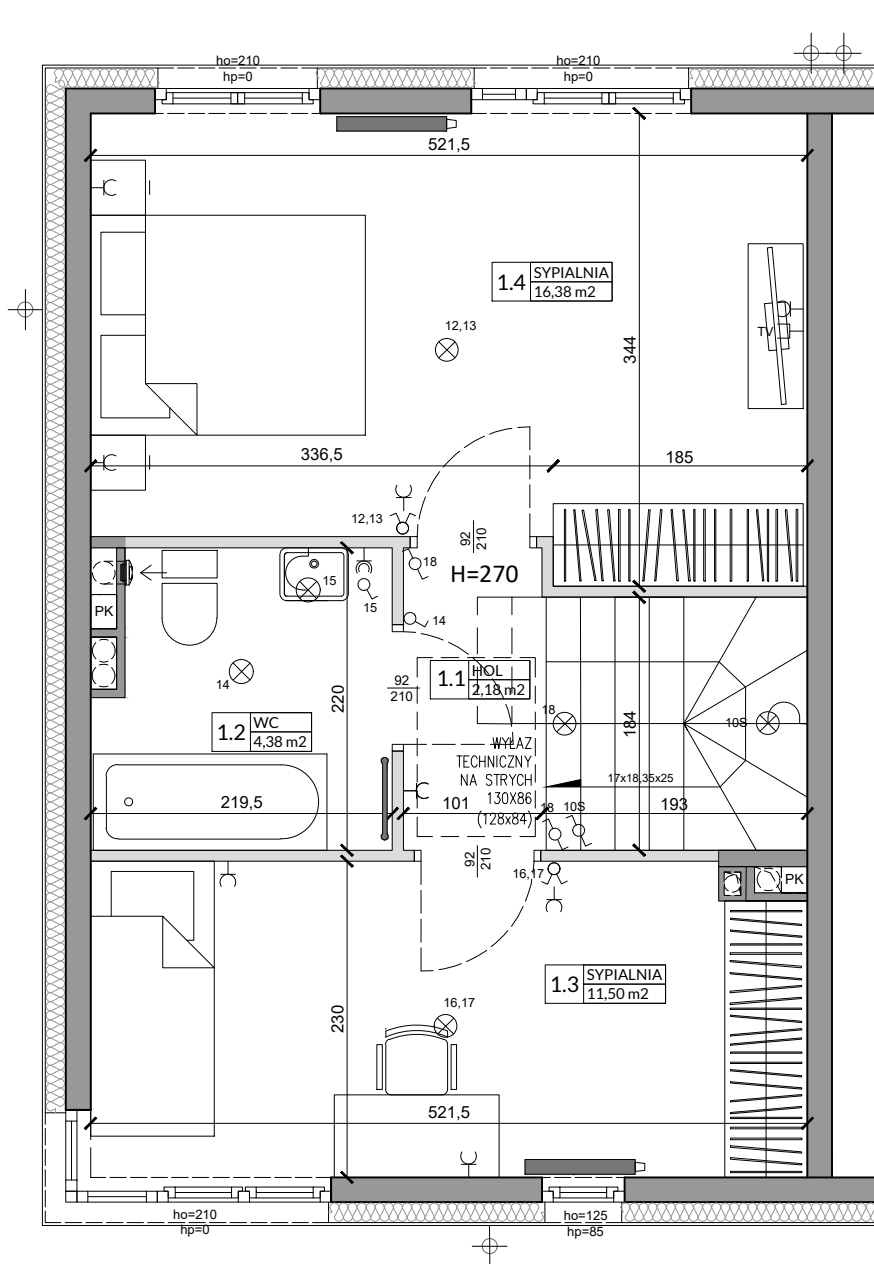 ho=210
hp=0
ho=210
hp=0
521,5
1.4
SYPIALNIA
16,38 m2
12,13
TV
344
336,5
185
12,13
92
210
18
H=270
15
15
PK
14
14
220
1.2
WC
4,38 m2
92
210
1.1
HOL
2,18 m2
18
184
10S
WYŁAZ
TECHNICZNY
NA STRYCH
130X86
(128x84)
17x18,35x25
219,5
101
18
10S
193
92
210
16,17
PK
1.3
SYPIALNIA
11,50 m2
16,17
230
521,5
ho=210
hp=0
ho=125
hp=85